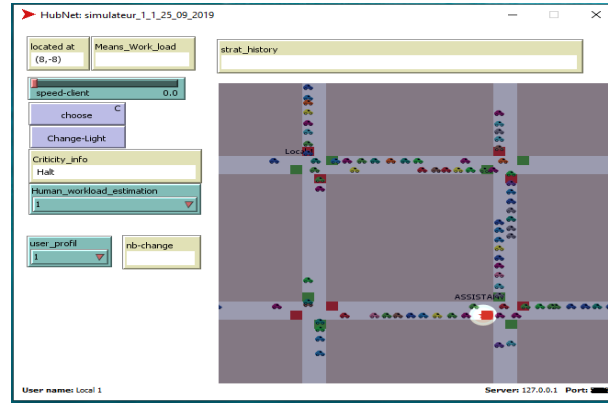 HubNet: simulateur_1_1_25_09_2019
located at
(8,-8)
Means_Work_load
strat_history
speed-client 0.0
choose C
Change-Light
Criticity_info
Halt
Human_workload_estimation
1
user_profil
1
nb-change
Local
ASSISTANT
User name: Local 1
Server: 127.0.0.1 Port: